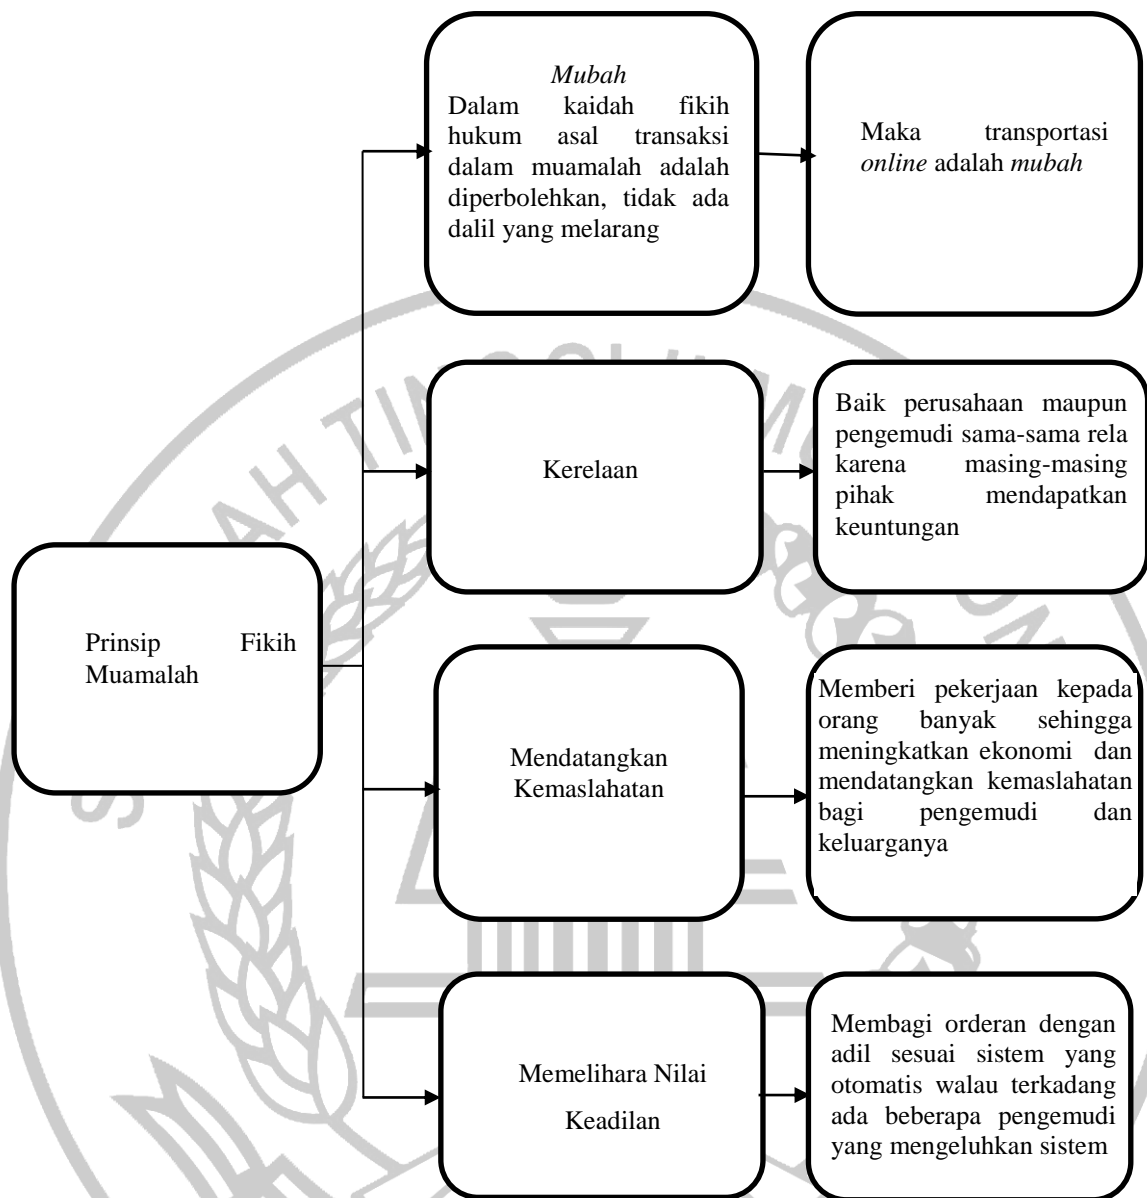 Mubah
Dalam kaidah fikih
hukum asal transaksi
dalam muamalah adalah
diperbolehkan, tidak ada
dalil yang melarang
Maka transportasi
online adalah mubah
Kerelaan
Baik perusahaan maupun
pengemudi sama-sama rela
karena masing-masing
pihak mendapatkan
keuntungan
Prinsip Fikih
Muamalah
Mendatangkan
Kemaslahatan
Memberi pekerjaan kepada
orang banyak sehingga
meningkatkan ekonomi dan
mendatangkan kemaslahatan
bagi pengemudi dan
keluarganya
Memelihara Nilai
Keadilan
Membagi orderan dengan
adil sesuai sistem yang
otomatis walau terkadang
ada beberapa pengemudi
yang mengeluhkan sistem